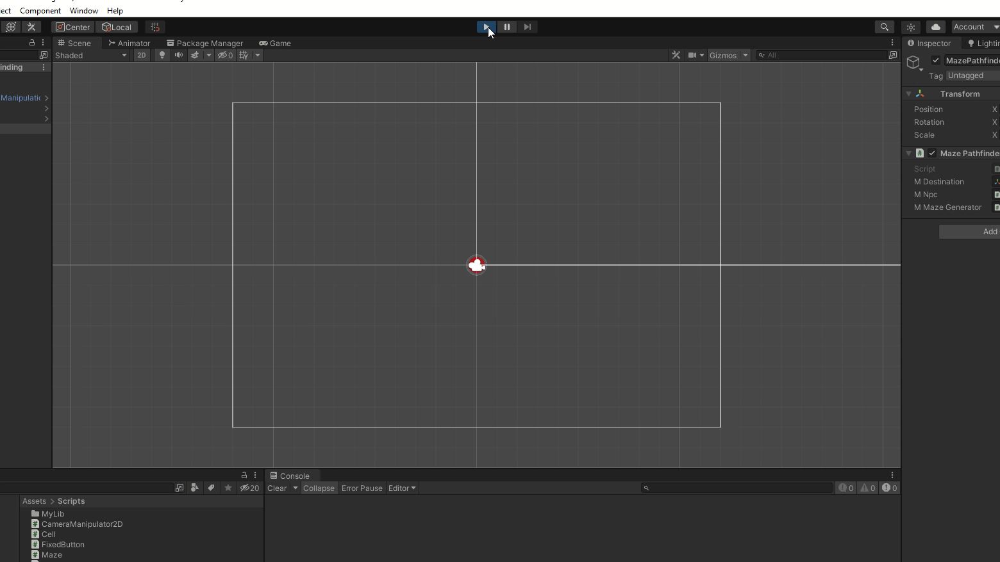 ject Component Window Help
Center Local Account
Scene Animator Package Manager Game Inspector Lightin
Shaded 2D 0 Gizmos All
inding
MazePathfinde
Tag Untagged
Manipulatic
Transform
Position X
Rotation X
Scale X
Maze Pathfinde
Script
M Destination
M Npc
M Maze Generator
Add
Console
20 Clear Collapse Error Pause Editor 0 0 0
Assets > Scripts
MyLib
CameraManipulator2D
Cell
FixedButton
Maze